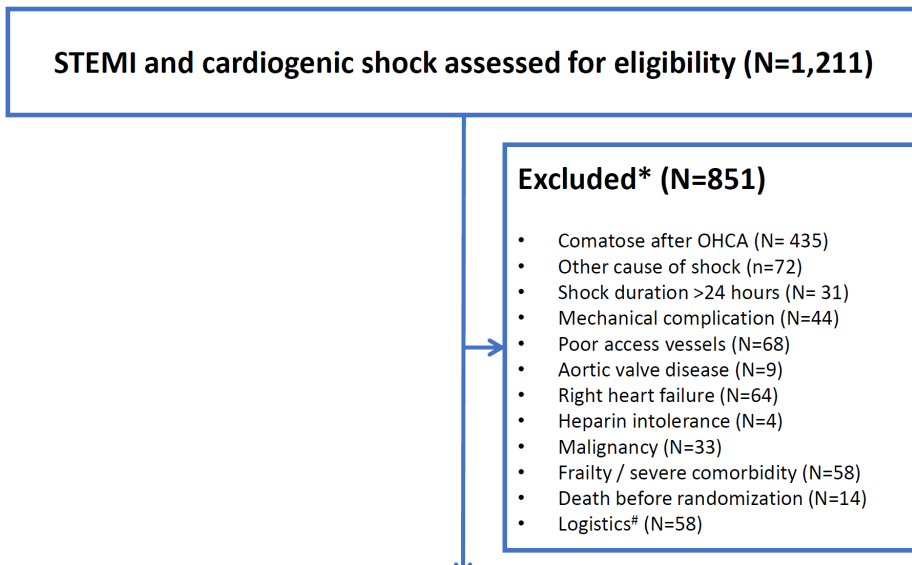 STEMI and cardiogenic shock assessed for eligibility (N=1,211)
Excluded* (N=851)
• Comatose after OHCA (N= 435)
• Other cause of shock (n=72)
• Shock duration >24 hours (N= 31)
• Mechanical complication (N=44)
• Poor access vessels (N=68)
• Aortic valve disease (N=9)
• Right heart failure (N=64)
• Heparin intolerance (N=4)
• Malignancy (N=33)
• Frailty / severe comorbidity (N=58)
• Death before randomization (N=14)
• Logistics# (N=58)